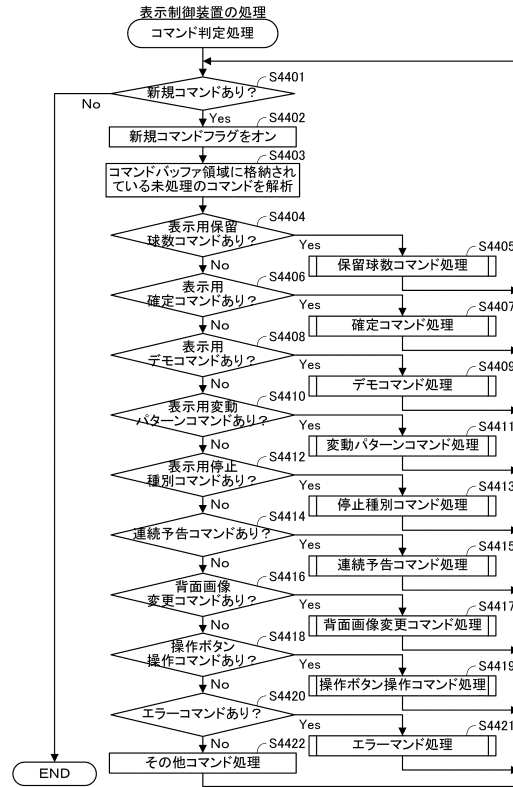 表示制御装置の処理
コマンド判定処理
S4401
新規コマンドあり?
No
Yes
S4402
新規コマンドフラグをオン
S4403
コマンドバッファ領域に格納され
ている未処理のコマンドを解析
S4404
表示用保留
球数コマンドあり?
Yes
S4405
保留球数コマンド処理
No
S4406
表示用
確定コマンドあり?
Yes
S4407
確定コマンド処理
No
S4408
表示用
デモコマンドあり?
Yes
S4409
デモコマンド処理
No
S4410
表示用変動
パターンコマンドあり?
Yes
S4411
変動パターンコマンド処理
No
S4412
表示用停止
種別コマンドあり?
Yes
S4413
停止種別コマンド処理
No
S4414
連続予告コマンドあり?
Yes
S4415
連続予告コマンド処理
No
S4416
背面画像
変更コマンドあり?
Yes
S4417
背面画像変更コマンド処理
No
S4418
操作ボタン
操作コマンドあり?
Yes
S4419
操作ボタン操作コマンド処理
No
S4420
エラーコマンドあり?
Yes
S4421
エラーマンド処理
No
S4422
その他コマンド処理
END